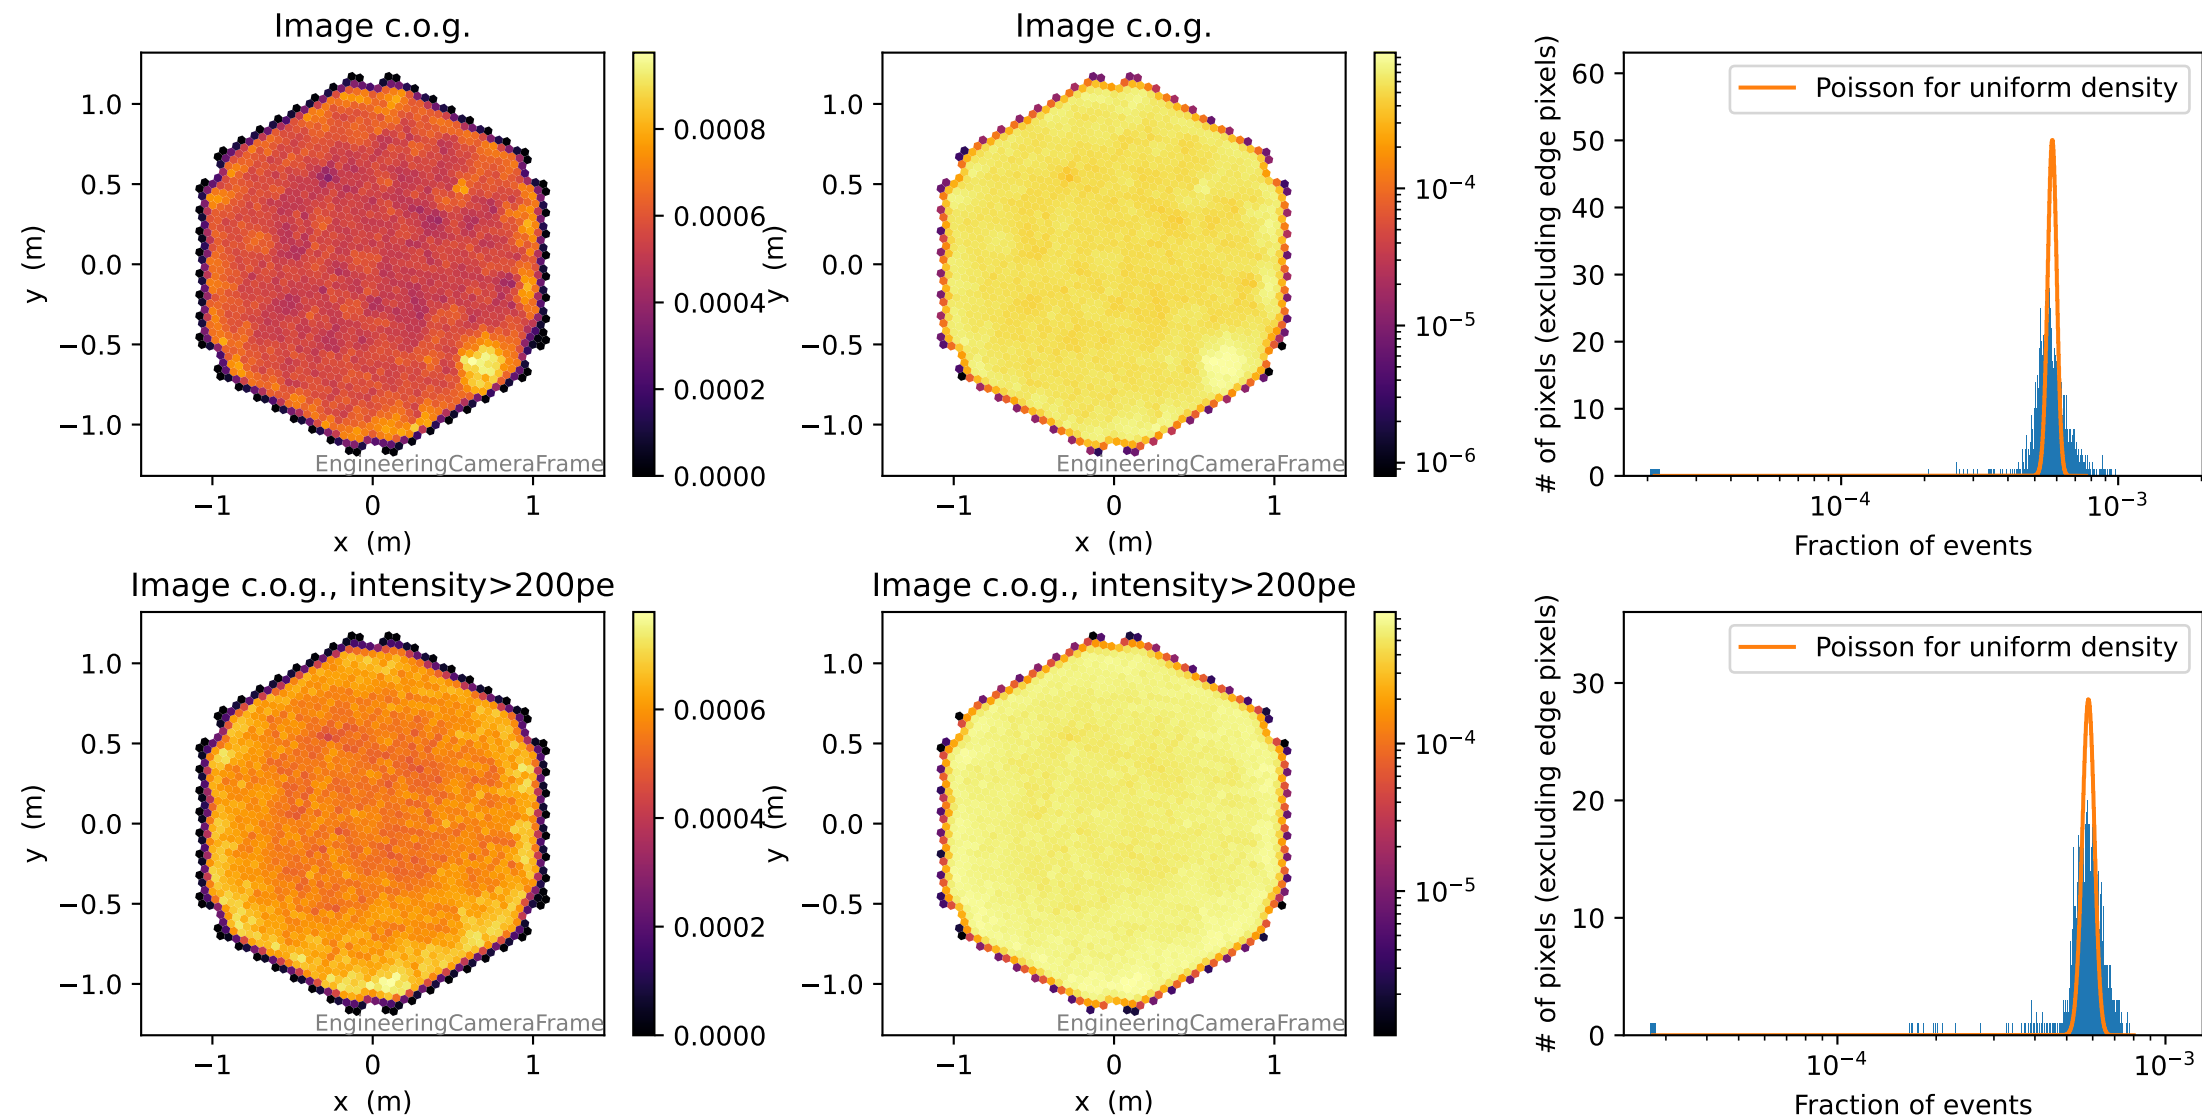 Image c.o.g.
1.0
0.5
0.0
−0.5
−1.0
y (m)
−1
0
1
x (m)
EngineeringCameraFrame
0.0008
0.0006
0.0004
0.0002
0.0000
Image c.o.g.
1.0
0.5
0.0
−0.5
−1.0
y (m)
−1
0
1
x (m)
EngineeringCameraFrame
10⁻⁴
10⁻⁵
10⁻⁶
# of pixels (excluding edge pixels)
60
50
40
30
20
10
0
Poisson for uniform density
10⁻⁴
10⁻³
Fraction of events
Image c.o.g., intensity>200pe
1.0
0.5
0.0
−0.5
−1.0
y (m)
−1
0
1
x (m)
EngineeringCameraFrame
0.0006
0.0004
0.0002
0.0000
Image c.o.g., intensity>200pe
1.0
0.5
0.0
−0.5
−1.0
y (m)
−1
0
1
x (m)
EngineeringCameraFrame
10⁻⁴
10⁻⁵
# of pixels (excluding edge pixels)
30
20
10
0
Poisson for uniform density
10⁻⁴
10⁻³
Fraction of events